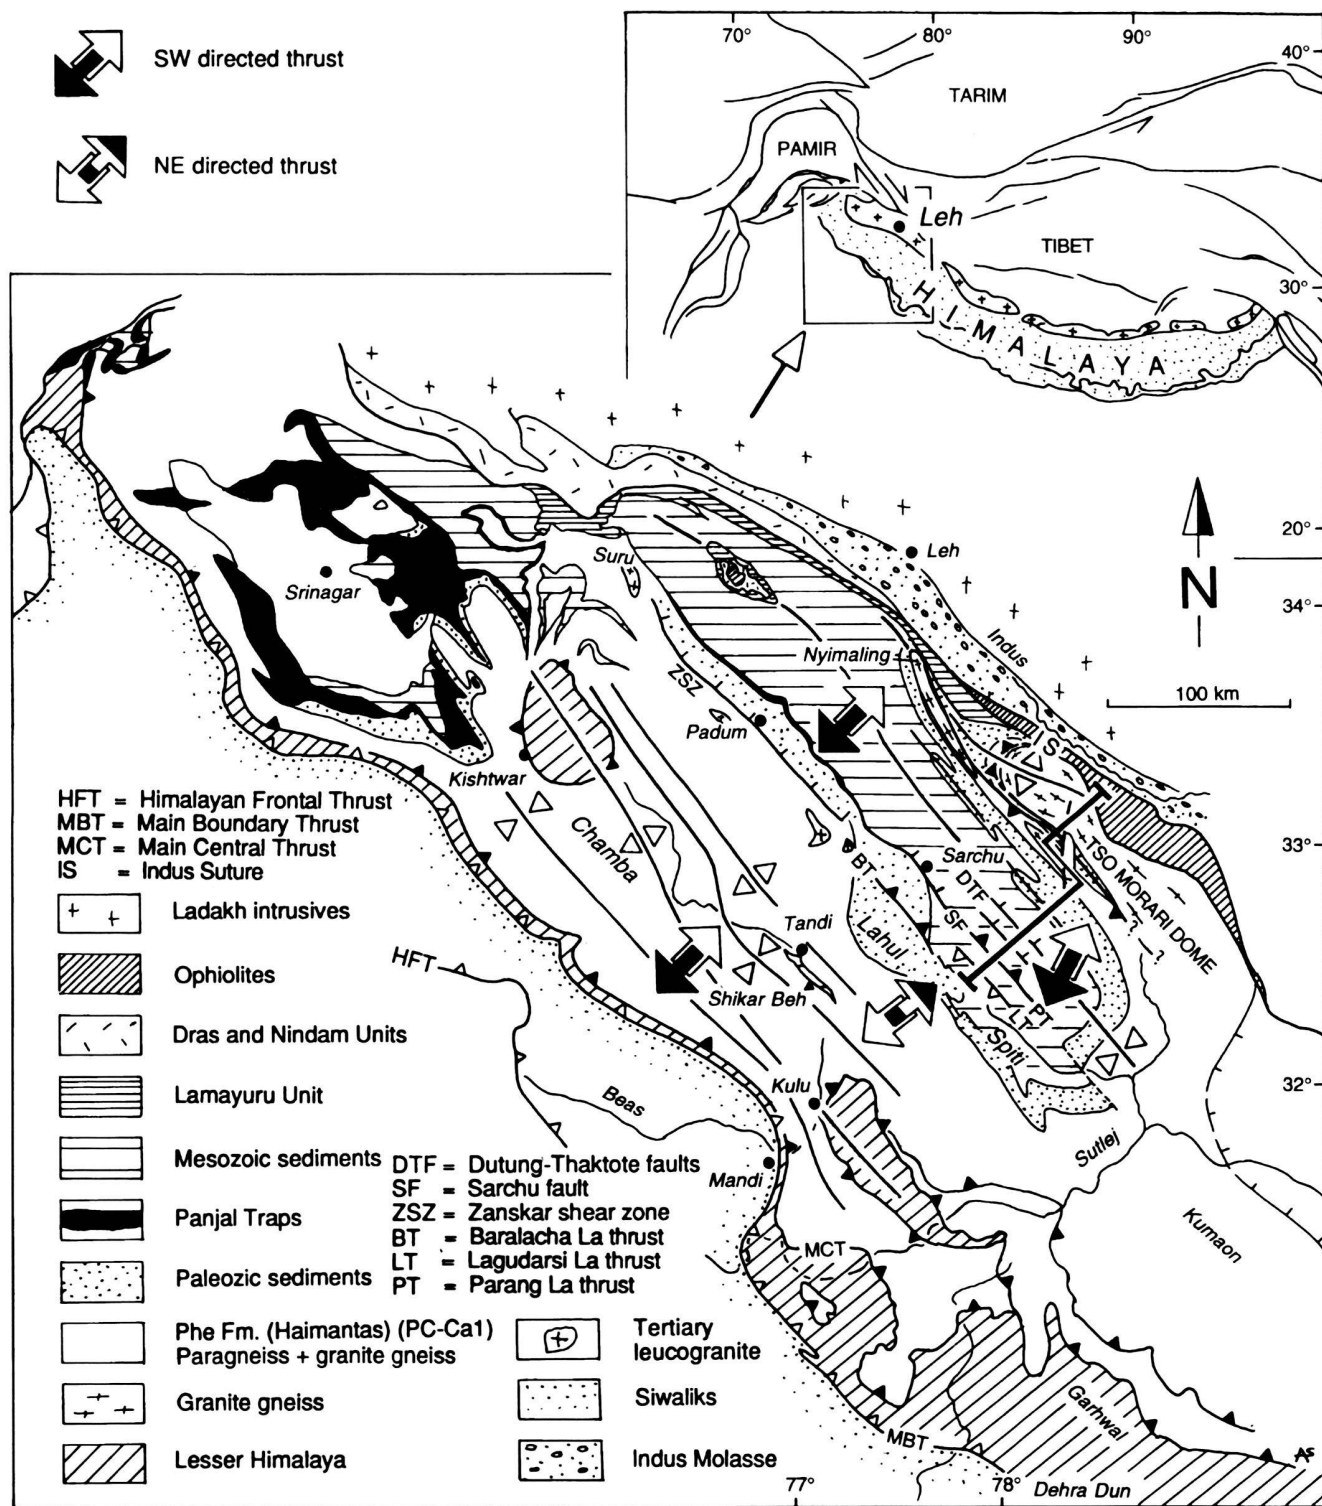 SW directed thrust
NE directed thrust
70°
80°
90°
40°
TARIM
PAMIR
Leh
TIBET
30°
HIMALAYA
20°
N
34°
100 km
Suru
Srinagar
Leh
Indus
Nyimaling
ZSZ
Padum
IS
Kishtwar
Chamba
BT
Sarchu
DTF
SF
TSO MORARI DOME
33°
Tandi
Lahul
Shikar Beh
PT
LT
Spiti
HFT
32°
Kulu
Beas
Sutlej
Mandi
Kumaon
MCT
Garhwal
MBT
77°
78°
Dehra Dun
HFT = Himalayan Frontal Thrust
MBT = Main Boundary Thrust
MCT = Main Central Thrust
IS = Indus Suture
Ladakh intrusives
Ophiolites
Dras and Nindam Units
Lamayuru Unit
Mesozoic sediments
Panjal Traps
Paleozic sediments
Phe Fm. (Haimantas) (PC-Ca1)
Paragneiss + granite gneiss
Granite gneiss
Lesser Himalaya
DTF = Dutung-Thaktote faults
SF = Sarchu fault
ZSZ = Zanskar shear zone
BT = Baralacha La thrust
LT = Lagudarsi La thrust
PT = Parang La thrust
Tertiary
leucogranite
Siwaliks
Indus Molasse